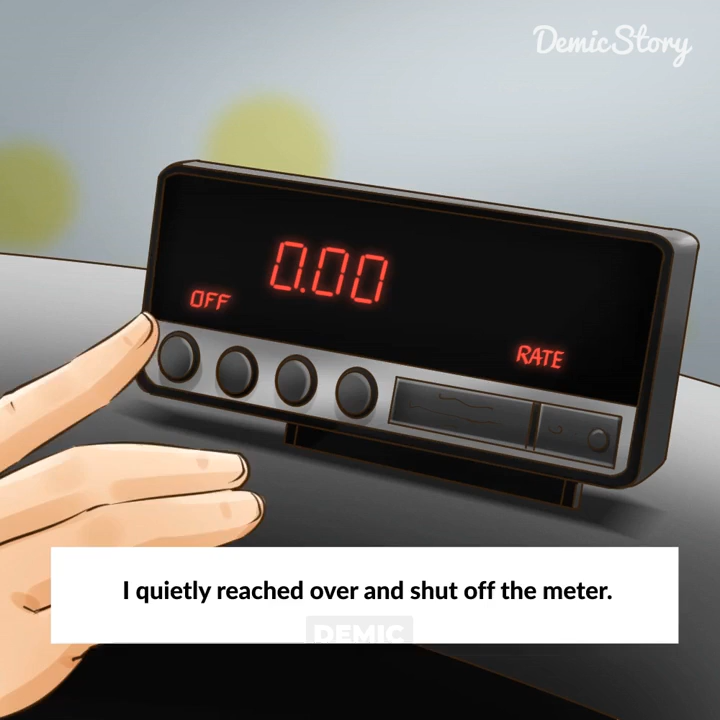 DemicStory
0.00
OFF
RATE
I quietly reached over and shut off the meter.
DEMIC